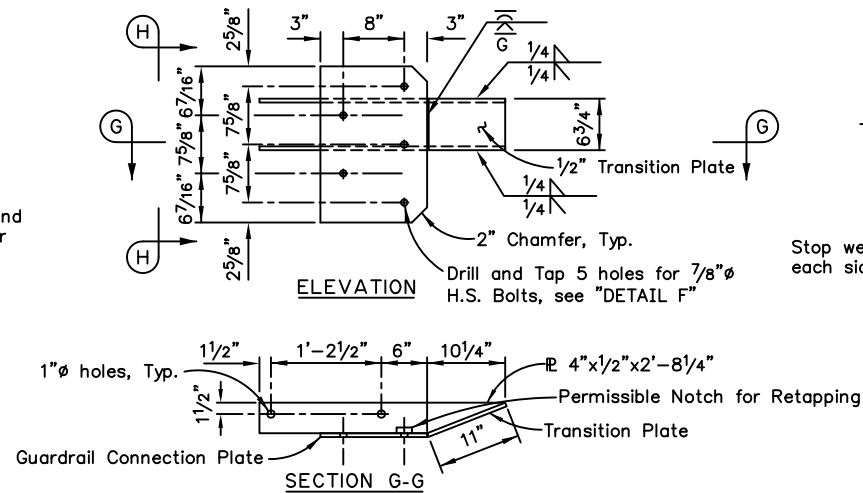 H
2 5/8"
3"
8"
3"
G
1/4
1/4
6 7/16"
7 5/8"
6 3/4"
G
G
7 5/8"
7 5/8"
1/2" Transition Plate
6 7/16"
1/4
1/4
nd
r
H
2 5/8"
2" Chamfer, Typ.
Stop we
each sid
ELEVATION
Drill and Tap 5 holes for 7/8"ø
H.S. Bolts, see "DETAIL F"
1 1/2"
1'-2 1/2"
6"
10 1/4"
1"ø holes, Typ.
1 1/2"
℄ 4"x1/2"x2'-8 1/4"
Permissible Notch for Retapping
Transition Plate
11"
Guardrail Connection Plate
SECTION G-G